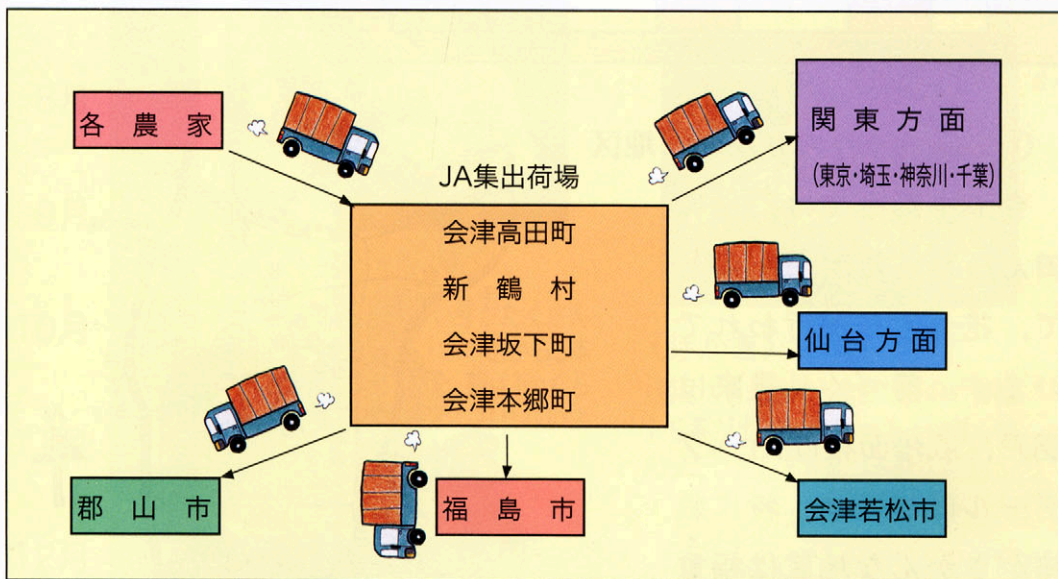 各農家
関東方面
(東京・埼玉・神奈川・千葉)
JA集出荷場
会津高田町
新鶴村
会津坂下町
会津本郷町
仙台方面
郡山市
福島市
会津若松市